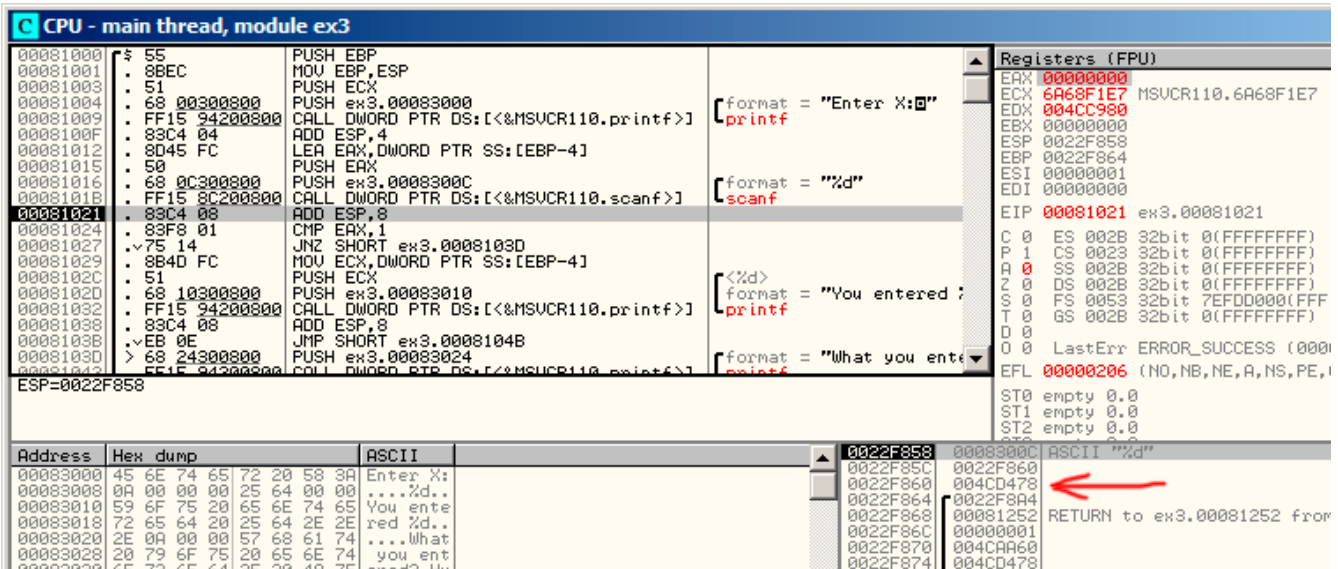 C CPU - main thread, module ex3
00081000 $ 55 PUSH EBP
00081001 . 8BEC MOV EBP,ESP
00081003 . 51 PUSH ECX
00081004 . 68 00300800 PUSH ex3.00083000 format = "Enter X:
00081009 . FF15 94200800 CALL DWORD PTR DS:[<&MSVCR110.printf>] printf
0008100F . 83C4 04 ADD ESP,4
00081012 . 8D45 FC LEA EAX,DWORD PTR SS:[EBP-4]
00081015 . 50 PUSH EAX
00081016 . 68 0C300800 PUSH ex3.0008300C format = "%d"
0008101B . FF15 8C200800 CALL DWORD PTR DS:[<&MSVCR110.scanf>] scanf
00081021 . 83C4 08 ADD ESP,8
00081024 . 83F8 01 CMP EAX,1
00081027 .v75 14 JNZ SHORT ex3.0008103D
00081029 . 8B4D FC MOV ECX,DWORD PTR SS:[EBP-4]
0008102C . 51 PUSH ECX <%d>
0008102D . 68 10300800 PUSH ex3.00083010 format = "You entered
00081032 . FF15 94200800 CALL DWORD PTR DS:[<&MSVCR110.printf>] printf
00081038 . 83C4 08 ADD ESP,8
0008103B .vEB 0E JMP SHORT ex3.0008104B
0008103D > 68 24300800 PUSH ex3.00083024 format = "What you ente
00081043 . FF15 94200800 CALL DWORD PTR DS:[<&MSVCR110.printf>] printf
ESP=0022F858
Registers (FPU)
EAX 00000000
ECX 6A68F1E7 MSVCR110.6A68F1E7
EDX 004CC980
EBX 00000000
ESP 0022F858
EBP 0022F864
ESI 00000001
EDI 00000000
EIP 00081021 ex3.00081021
C 0 ES 002B 32bit 0(FFFFFFFF)
P 1 CS 0023 32bit 0(FFFFFFFF)
A 0 SS 002B 32bit 0(FFFFFFFF)
Z 0 DS 002B 32bit 0(FFFFFFFF)
S 0 FS 0053 32bit 7EFDD000(FFF
T 0 GS 002B 32bit 0(FFFFFFFF)
D 0
O 0 LastErr ERROR_SUCCESS (000
EFL 00000206 (NO,NB,NE,A,NS,PE,
ST0 empty 0.0
ST1 empty 0.0
ST2 empty 0.0
Address Hex dump ASCII
00083000 45 6E 74 65 72 20 58 3A Enter X:
00083008 0A 00 00 00 25 64 00 00 ....%d..
00083010 59 6F 75 20 65 6E 74 65 You ente
00083018 72 65 64 20 25 64 2E 2E red %d..
00083020 2E 0A 00 00 57 68 61 74 ....What
00083028 20 79 6F 75 20 65 6E 74 you ent
0022F858 0008300C ASCII "%d"
0022F85C 0022F860
0022F860 004CD478
0022F864 0022F8A4
0022F868 00081252 RETURN to ex3.00081252 from
0022F86C 00000001
0022F870 004CAA60
0022F874 004CD478